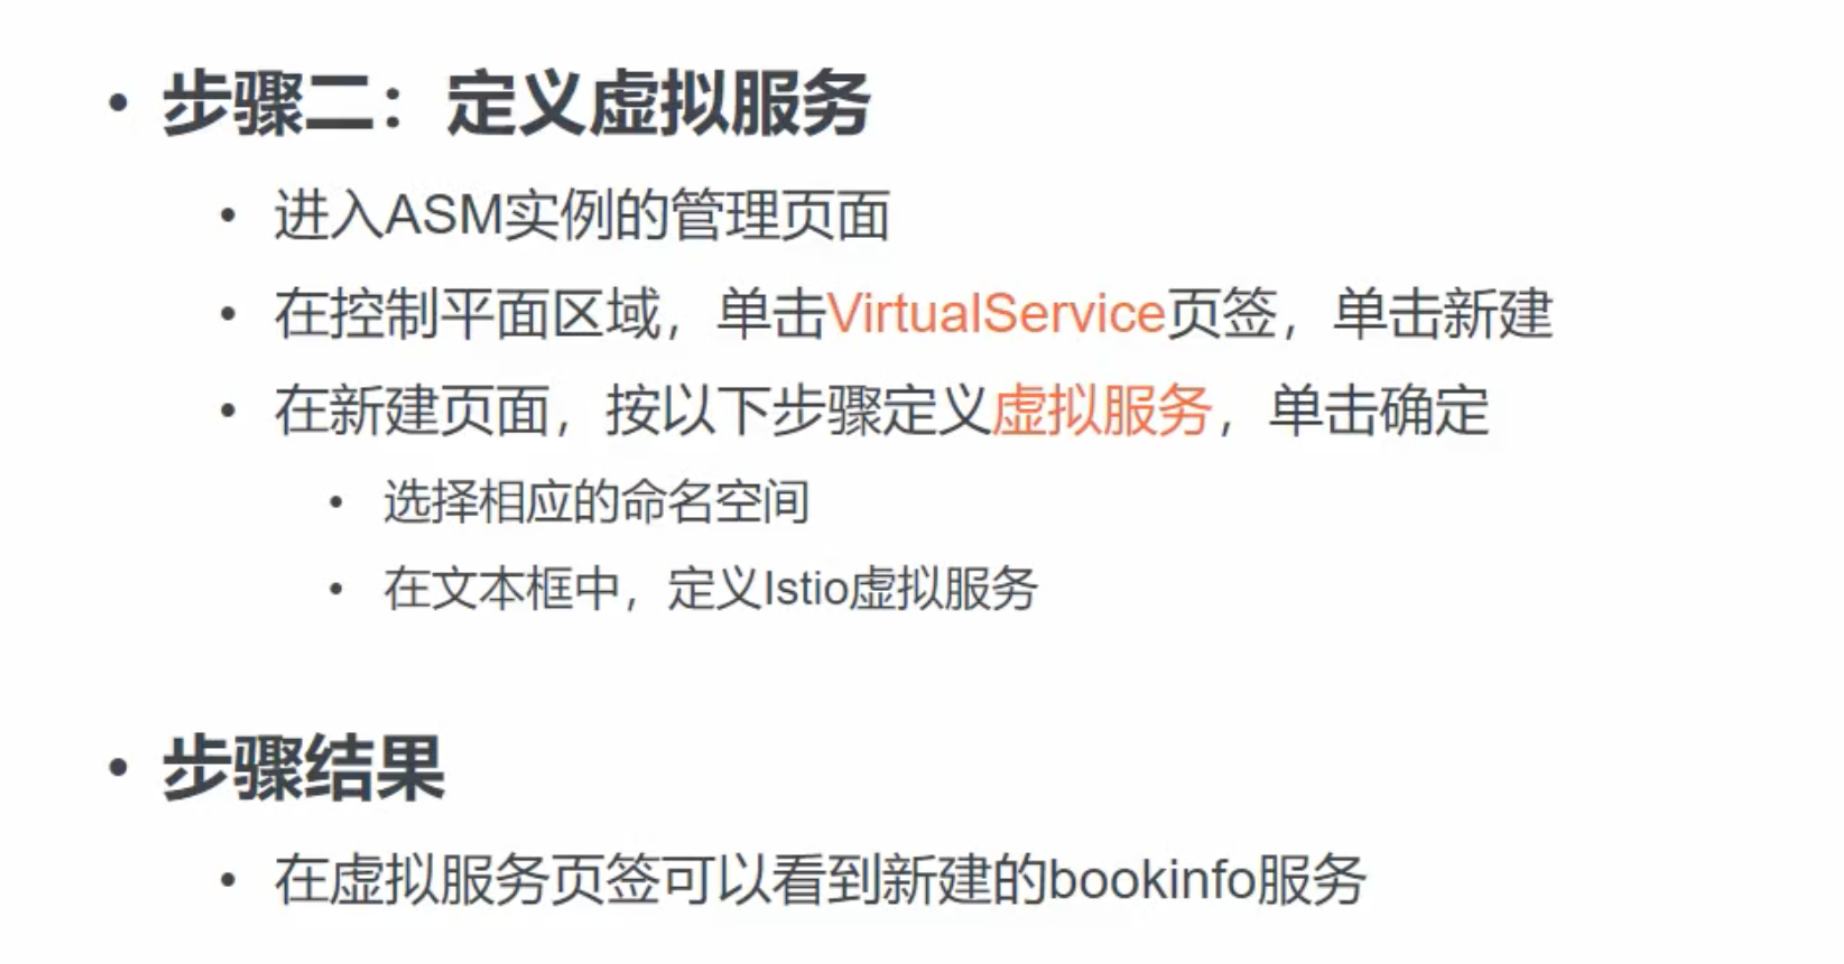 • 步骤二：定义虚拟服务
• 进入ASM实例的管理页面
• 在控制平面区域，单击VirtualService页签，单击新建
• 在新建页面，按以下步骤定义虚拟服务，单击确定
• 选择相应的命名空间
• 在文本框中，定义Istio虚拟服务
• 步骤结果
• 在虚拟服务页签可以看到新建的bookinfo服务